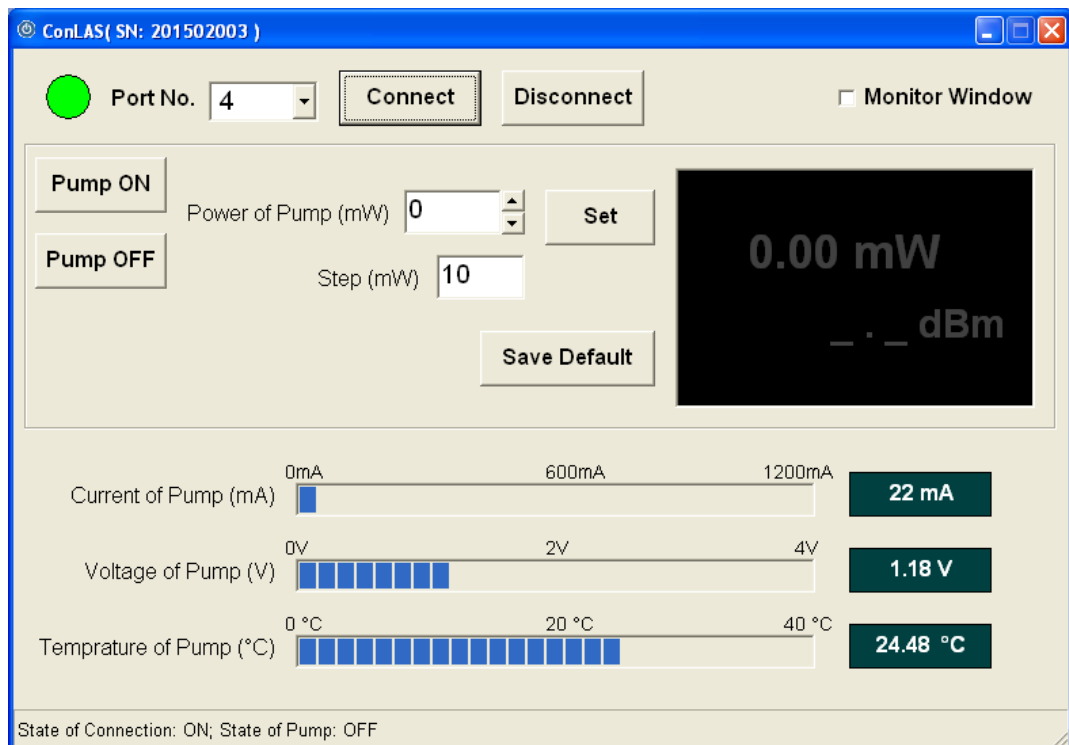 ConLAS( SN: 201502003 )
Port No. 4 Connect Disconnect Monitor Window
Pump ON
Power of Pump (mW) 0 Set
Pump OFF
Step (mW) 10
Save Default
0.00 mW
_ . _ dBm
0mA 600mA 1200mA
Current of Pump (mA) 22 mA
0V 2V 4V
Voltage of Pump (V) 1.18 V
0 °C 20 °C 40 °C
Temprature of Pump (°C) 24.48 °C
State of Connection: ON; State of Pump: OFF